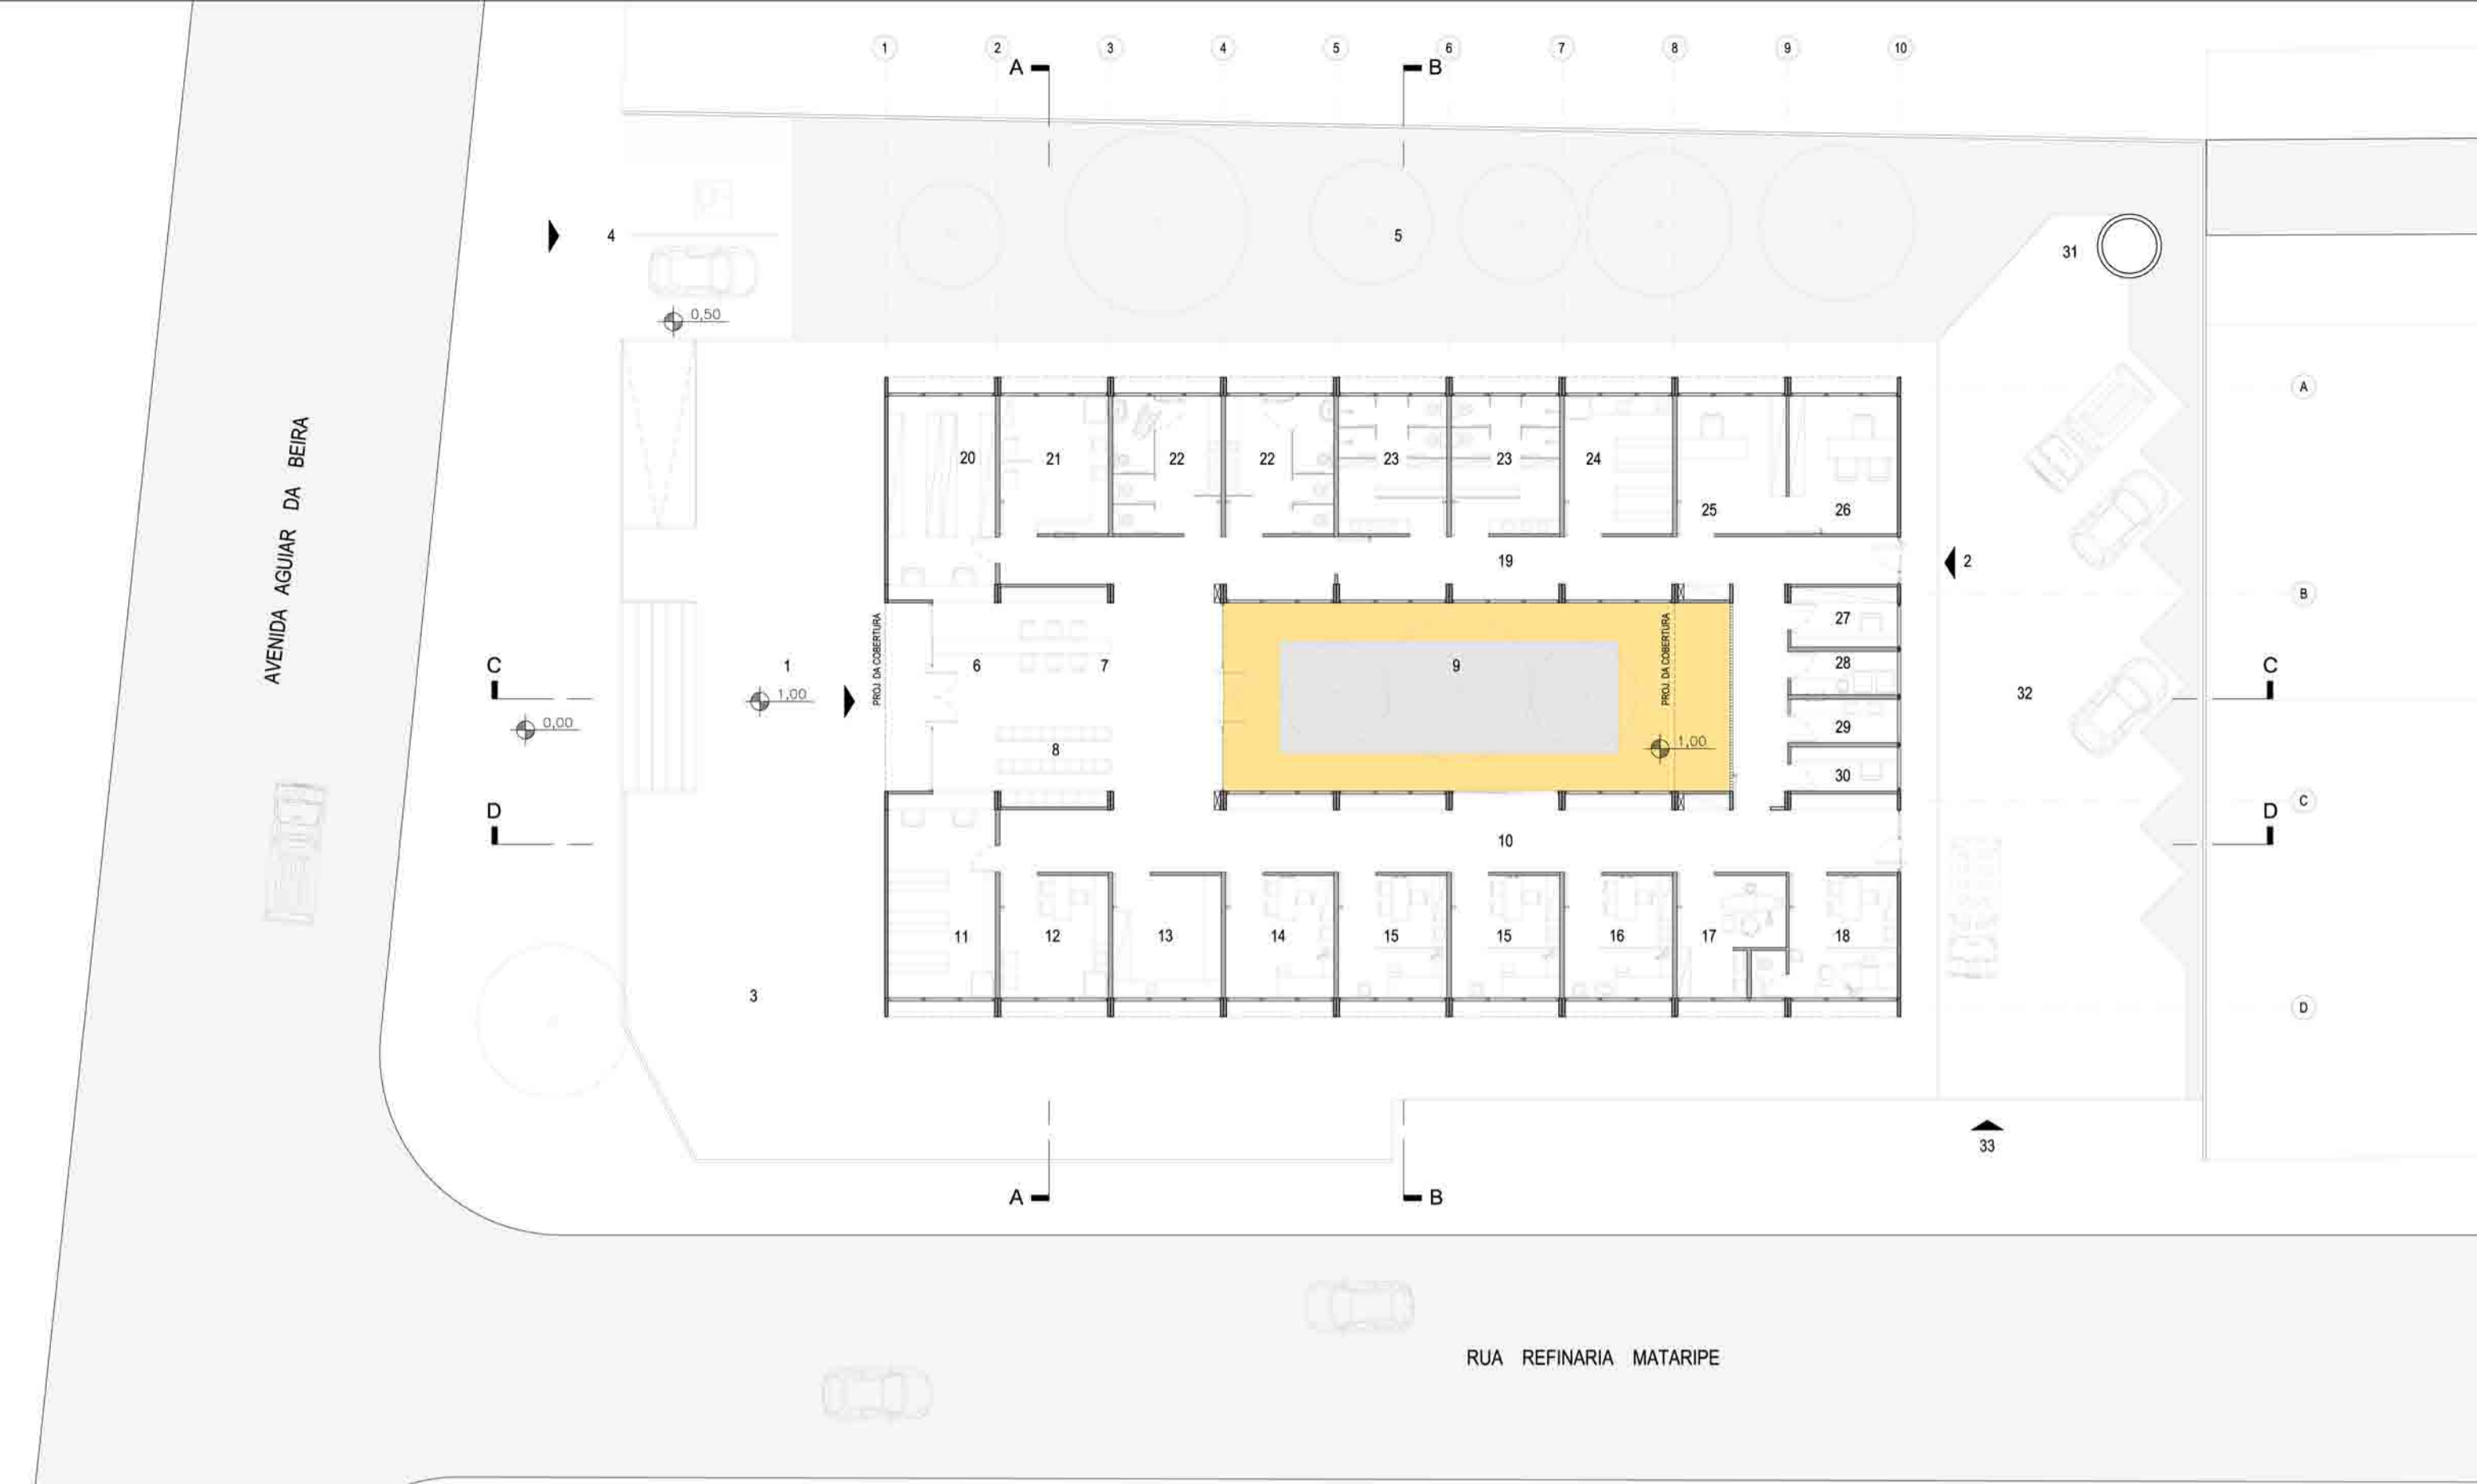 1 2 3 4 5 6 7 8 9 10
A B
4 5 31
0,50
A
20 21 22 22 23 23 24
25 26
19 2
B
27
C 1 6 7 9 28 C
PROJ. DA COBERTURA
PROJ. DA COBERTURA
1,00
32
0,00
29
8 1,00
30
C
D D
10
11 12 13 14 15 15 16 17 18
3
D
33
A B
AVENIDA AGUIAR DA BEIRA
RUA REFINARIA MATARIPE